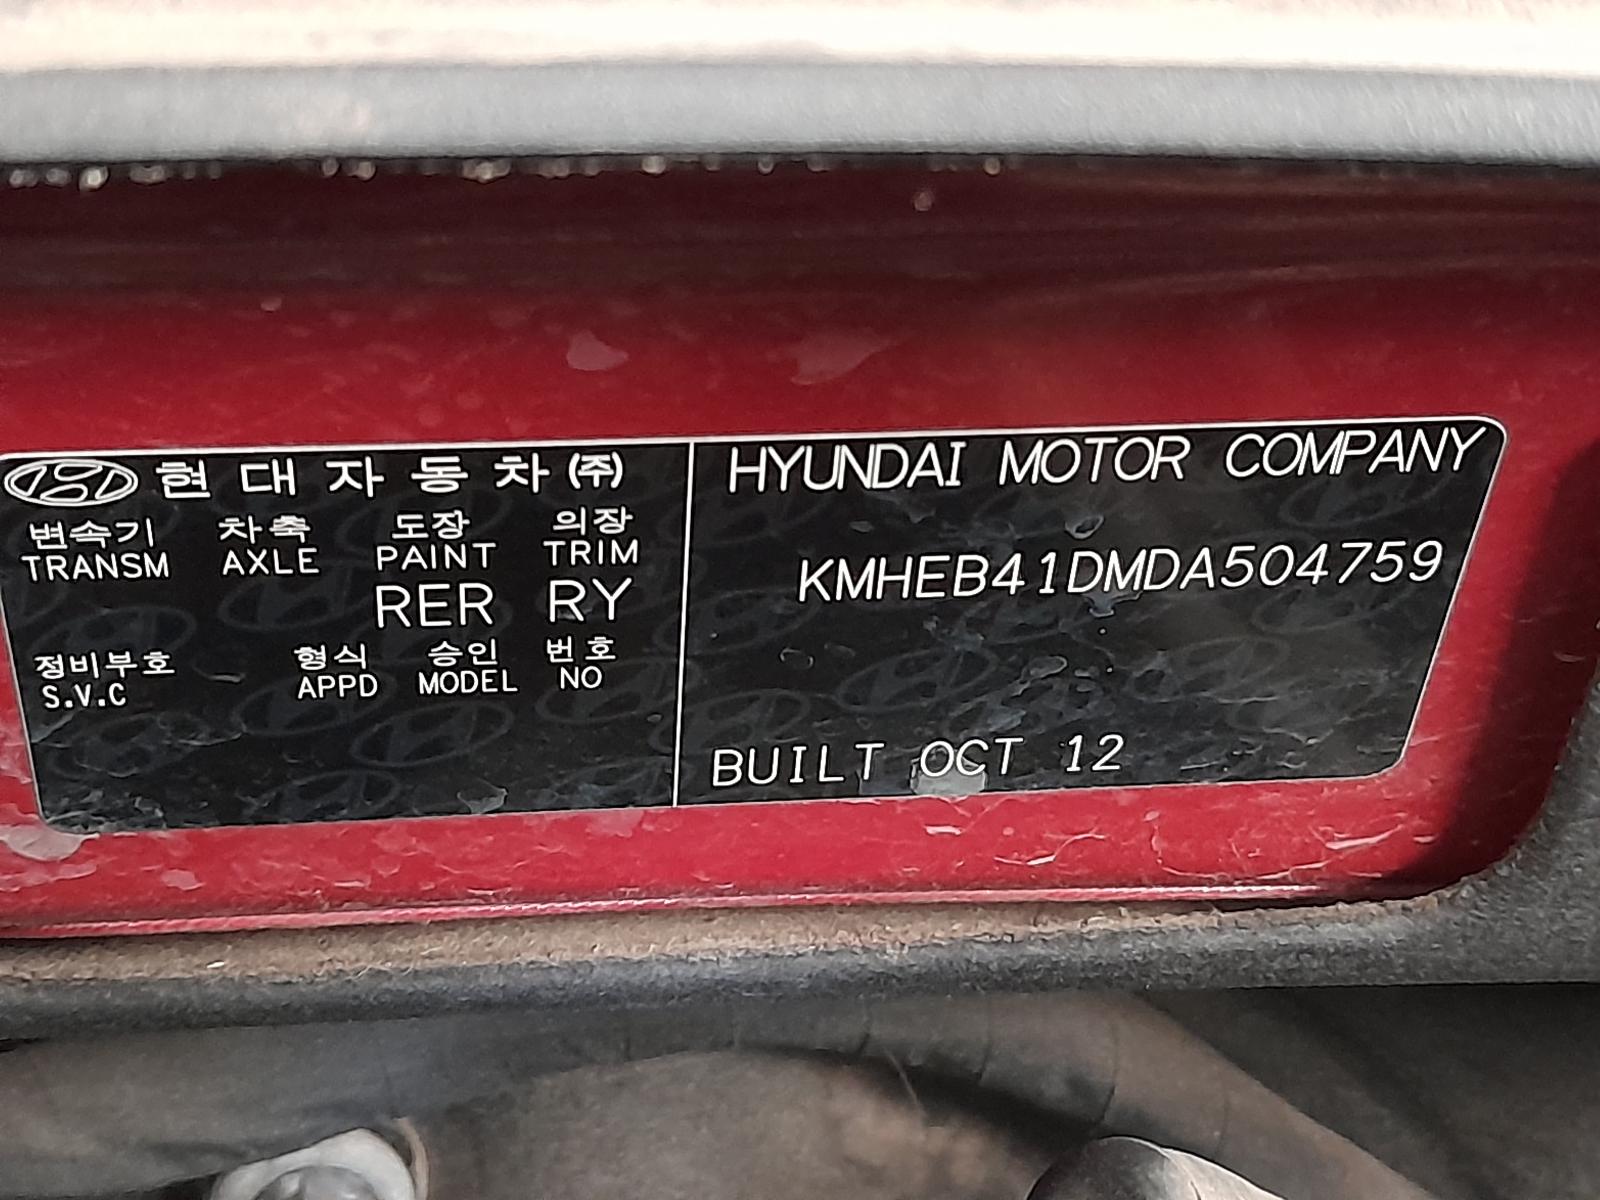 현대자동차(주)
변속기 차축 도장 의장
TRANSM AXLE PAINT TRIM
RER RY
정비부호 형식 승인 번호
S.V.C APPD MODEL NO
HYUNDAI MOTOR COMPANY
KMHEB41DMDA504759
BUILT OCT 12